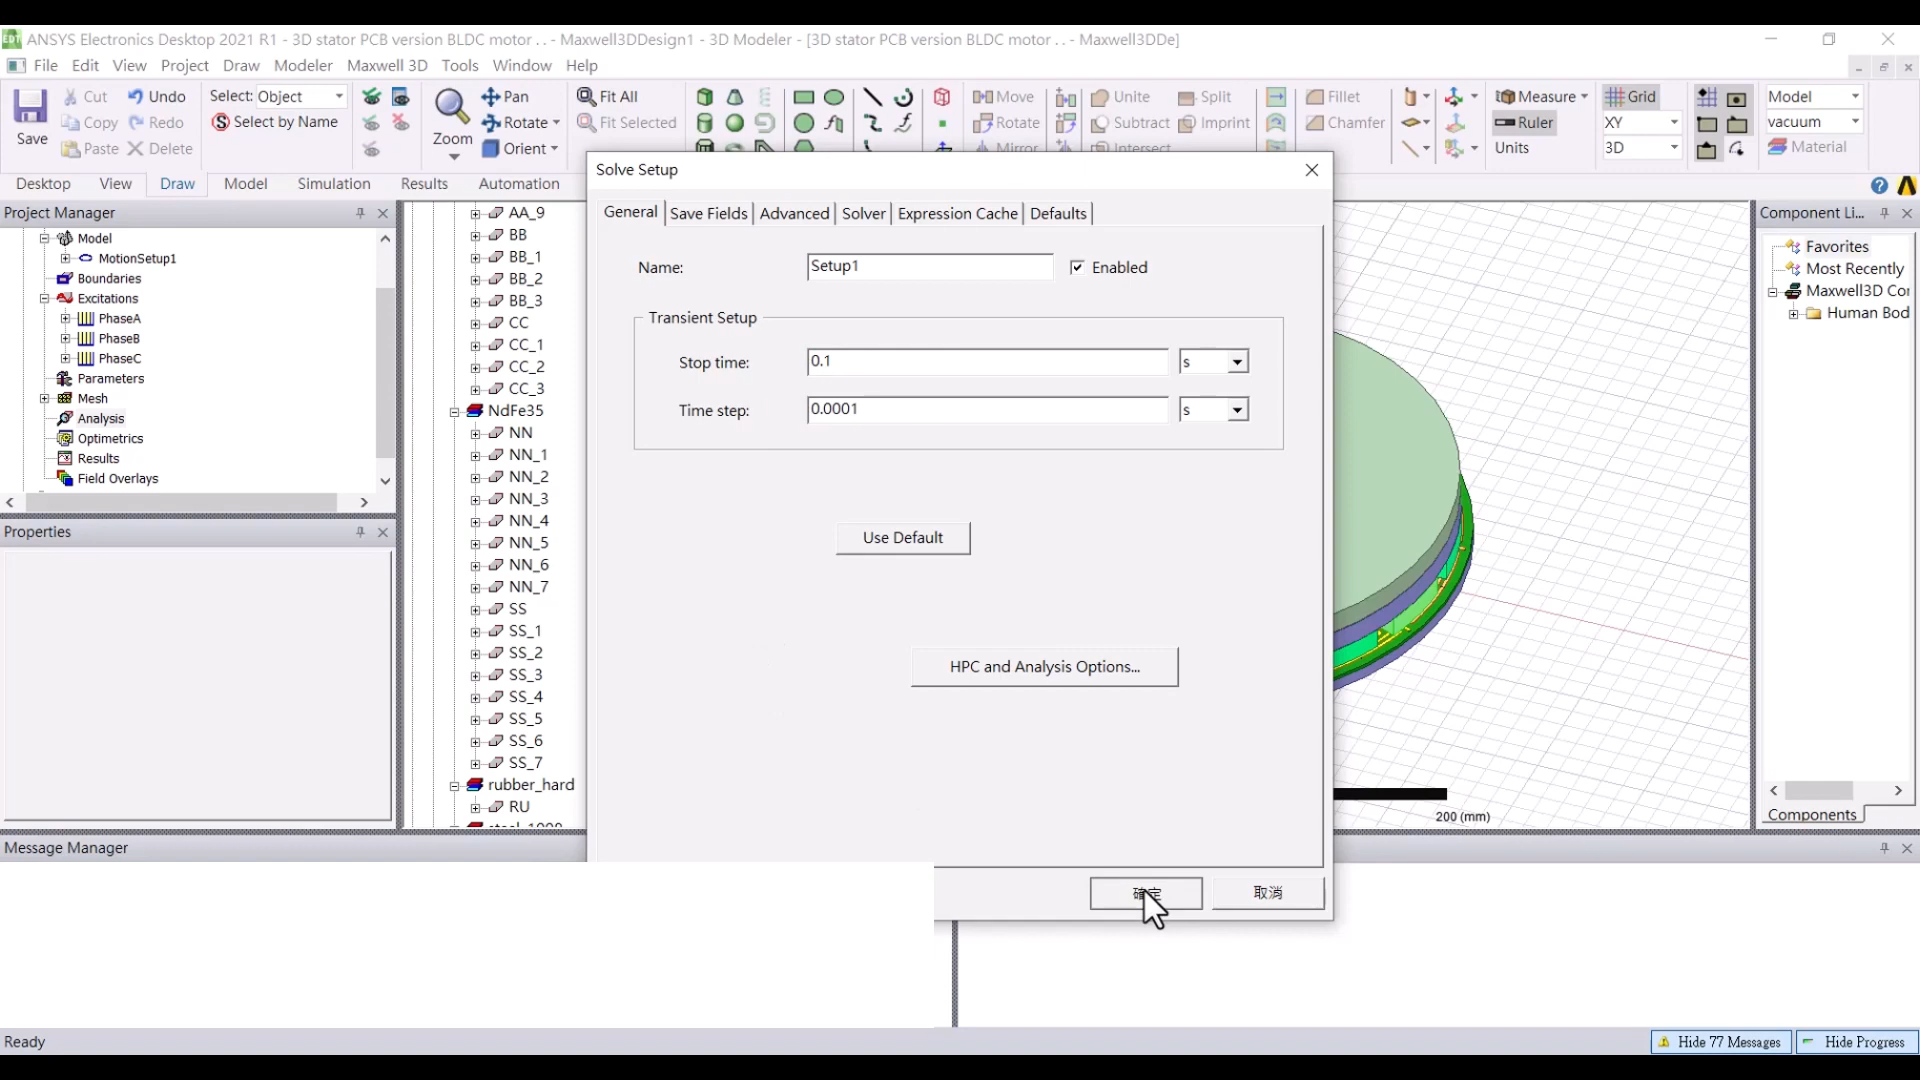 ANSYS Electronics Desktop 2021 R1 - 3D stator PCB version BLDC motor . . - Maxwell3DDesign1 - 3D Modeler - [3D stator PCB version BLDC motor . . - Maxwell3DDe]
File Edit View Project Draw Modeler Maxwell 3D Tools Window Help
Save
Cut Undo
Copy Redo
Paste Delete
Select: Object
Select by Name
Zoom
Pan
Rotate
Orient
Fit All
Fit Selected
Move
Rotate
Mirror
Unite Split
Subtract Imprint
Intersect
Fillet
Chamfer
Measure
Ruler
Units
Grid
XY
3D
Model
vacuum
Material
Desktop View Draw Model Simulation Results Automation
Project Manager
Model
MotionSetup1
Boundaries
Excitations
PhaseA
PhaseB
PhaseC
Parameters
Mesh
Analysis
Optimetrics
Results
Field Overlays
Properties
AA_9
BB
BB_1
BB_2
BB_3
CC
CC_1
CC_2
CC_3
NdFe35
NN
NN_1
NN_2
NN_3
NN_4
NN_5
NN_6
NN_7
SS
SS_1
SS_2
SS_3
SS_4
SS_5
SS_6
SS_7
rubber_hard
RU
Solve Setup
General Save Fields Advanced Solver Expression Cache Defaults
Name: Setup1 Enabled
Transient Setup
Stop time: 0.1 s
Time step: 0.0001 s
Use Default
HPC and Analysis Options...
確定 取消
200 (mm)
Component Li...
Favorites
Most Recently
Maxwell3D Cor
Human Bod
Components
Message Manager
Ready
Hide 77 Messages Hide Progress